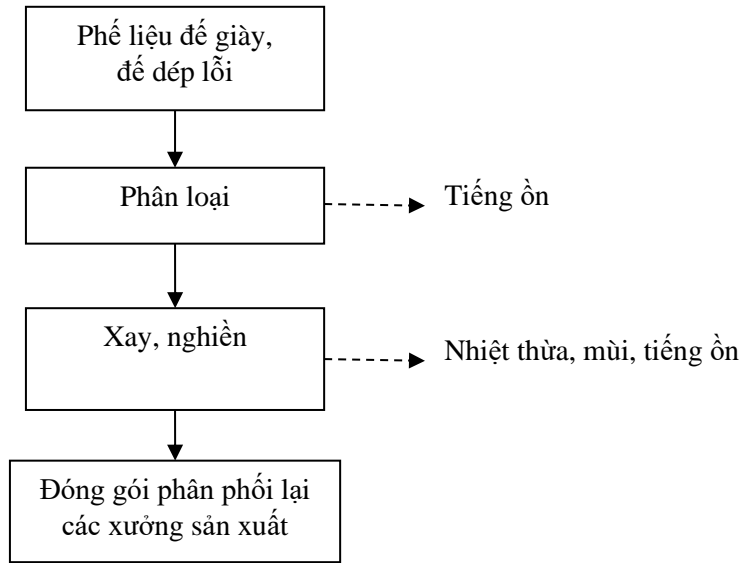 Phế liệu đế giày,
đế dép lỗi
Phân loại
Tiếng ồn
Xay, nghiền
Nhiệt thừa, mùi, tiếng ồn
Đóng gói phân phối lại
các xưởng sản xuất